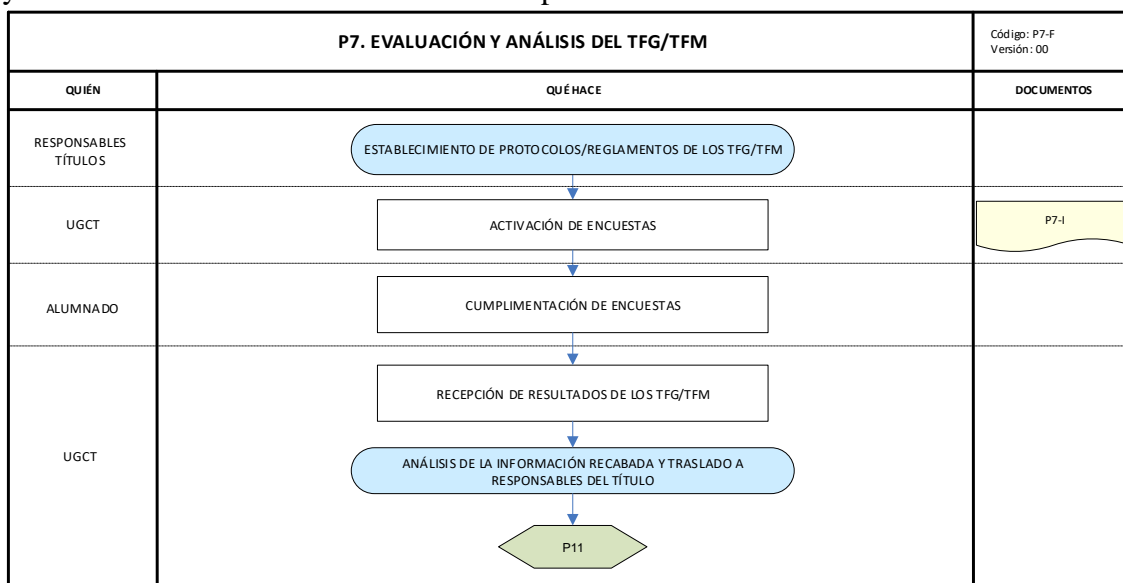 P7. EVALUACIÓN Y ANÁLISIS DEL TFG/TFM
Código: P7-F
Versión: 00
QUIÉN
QUÉ HACE
DOCUMENTOS
RESPONSABLES
TÍTULOS
ESTABLECIMIENTO DE PROTOCOLOS/REGLAMENTOS DE LOS TFG/TFM
UGCT
ACTIVACIÓN DE ENCUESTAS
P7-I
ALUMNADO
CUMPLIMENTACIÓN DE ENCUESTAS
UGCT
RECEPCIÓN DE RESULTADOS DE LOS TFG/TFM
ANÁLISIS DE LA INFORMACIÓN RECABADA Y TRASLADO A
RESPONSABLES DEL TÍTULO
P11